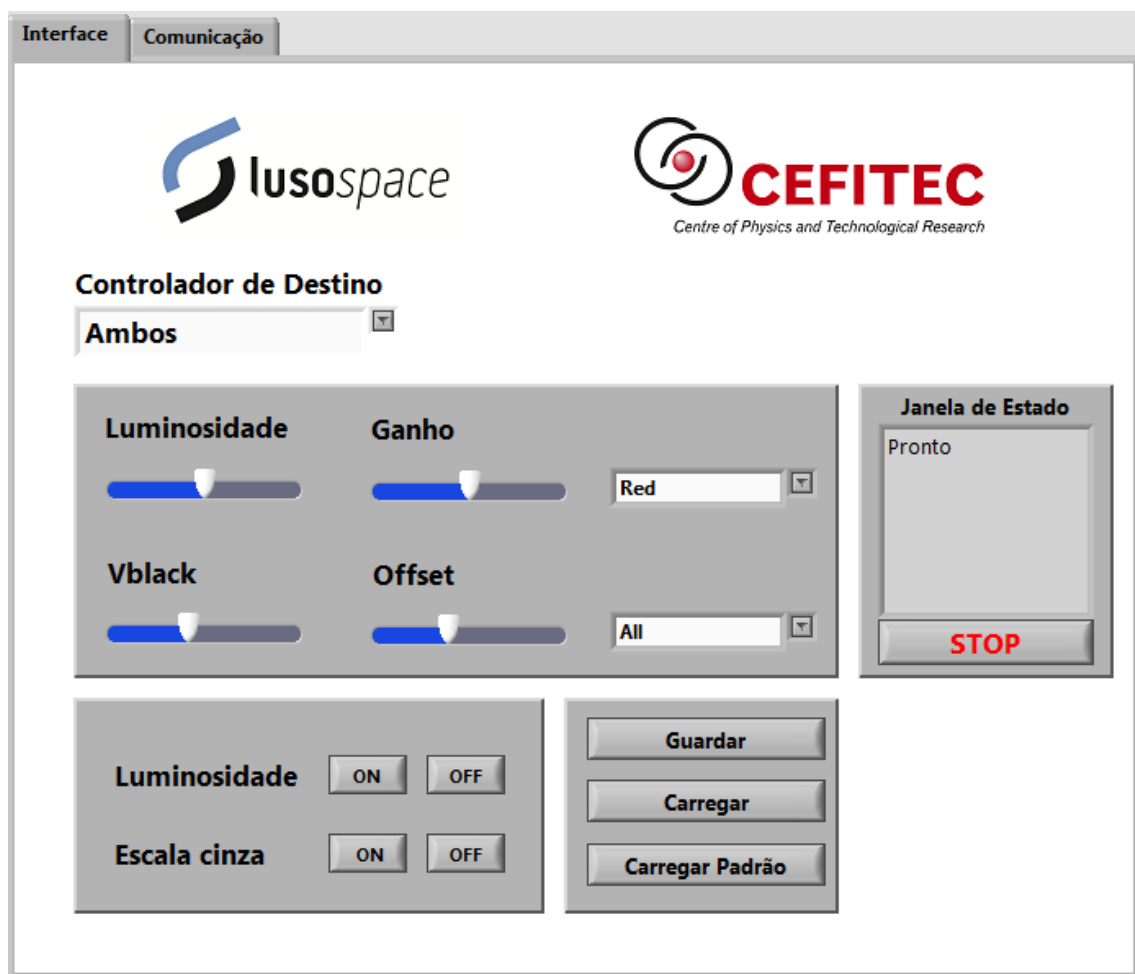 Interface
Comunicação
lusospace
CEFITEC
Centre of Physics and Technological Research
Controlador de Destino
Ambos
Luminosidade
Ganho
Red
Vblack
Offset
All
Janela de Estado
Pronto
STOP
Luminosidade
ON
OFF
Escala cinza
ON
OFF
Guardar
Carregar
Carregar Padrão